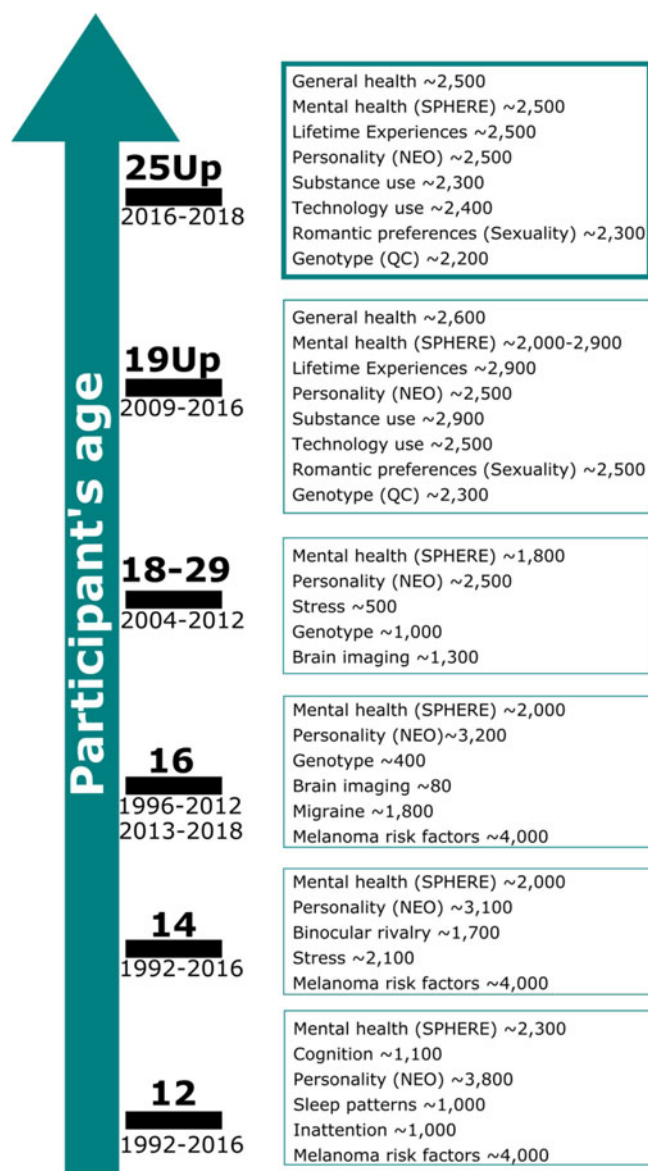 Participant's age
25Up
2016-2018
General health ~2,500
Mental health (SPHERE) ~2,500
Lifetime Experiences ~2,500
Personality (NEO) ~2,500
Substance use ~2,300
Technology use ~2,400
Romantic preferences (Sexuality) ~2,300
Genotype (QC) ~2,200
19Up
2009-2016
General health ~2,600
Mental health (SPHERE) ~2,000-2,900
Lifetime Experiences ~2,900
Personality (NEO) ~2,500
Substance use ~2,900
Technology use ~2,500
Romantic preferences (Sexuality) ~2,500
Genotype (QC) ~2,300
18-29
2004-2012
Mental health (SPHERE) ~1,800
Personality (NEO) ~2,500
Stress ~500
Genotype ~1,000
Brain imaging ~1,300
16
1996-2012
2013-2018
Mental health (SPHERE) ~2,000
Personality (NEO)~3,200
Genotype ~400
Brain imaging ~80
Migraine ~1,800
Melanoma risk factors ~4,000
14
1992-2016
Mental health (SPHERE) ~2,000
Personality (NEO) ~3,100
Binocular rivalry ~1,700
Stress ~2,100
Melanoma risk factors ~4,000
12
1992-2016
Mental health (SPHERE) ~2,300
Cognition ~1,100
Personality (NEO) ~3,800
Sleep patterns ~1,000
Inattention ~1,000
Melanoma risk factors ~4,000